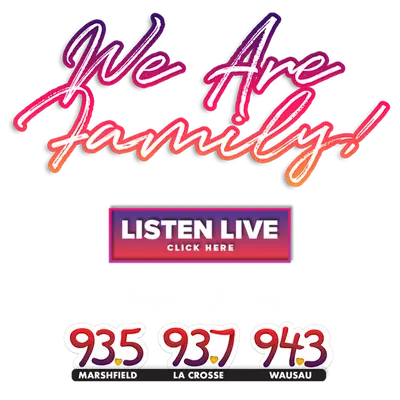 We Are
Family!
LISTEN LIVE
CLICK HERE
93.5 93.7 94.3
MARSHFIELD LA CROSSE WAUSAU